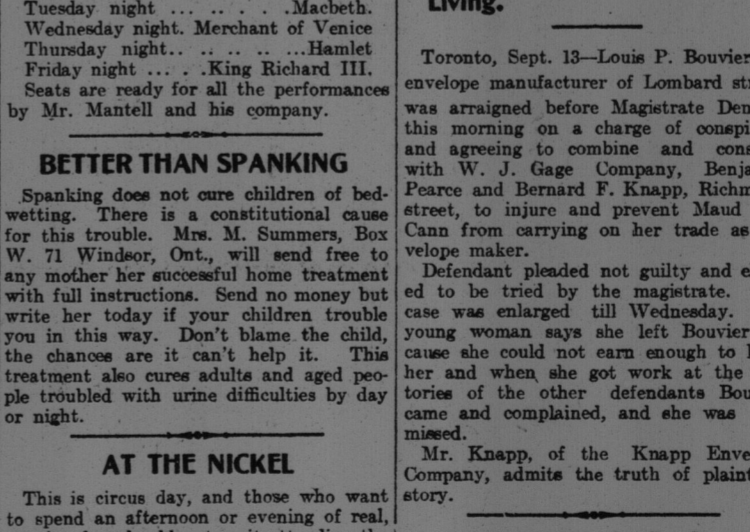 Tuesday night ... ... .. . . .Macbeth.
Wednesday night. Merchant of Venice
Thursday night.. .. .. .. ...Hamlet
Friday night ... . .King Richard III.
Seats are ready for all the performances
by Mr. Mantell and his company.
BETTER THAN SPANKING
Spanking does not cure children of bed-
wetting. There is a constitutional cause
for this trouble. Mrs. M. Summers, Box
W. 71 Windsor, Ont., will send free to
any mother her successful home treatment
with full instructions. Send no money but
write her today if your children trouble
you in this way. Don't blame the child,
the chances are it can't help it. This
treatment also cures adults and aged peo-
ple troubled with urine difficulties by day
or night.
AT THE NICKEL
This is circus day, and those who want
to spend an afternoon or evening of real,
Living.
Toronto, Sept. 13—Louis P. Bouvier
envelope manufacturer of Lombard
was arraigned before Magistrate
this morning on a charge of
and agreeing to combine and
with W. J. Gage Company,
Pearce and Bernard F. Knapp,
street, to injure and prevent Maud
Cann from carrying on her trade as
velope maker.
Defendant pleaded not guilty and
ed to be tried by the magistrate.
case was enlarged till Wednesday.
young woman says she left Bouvier
cause she could not earn enough to
her and when she got work at the
tories of the other defendants
came and complained, and she was
missed.
Mr. Knapp, of the Knapp
Company, admits the truth of
story.